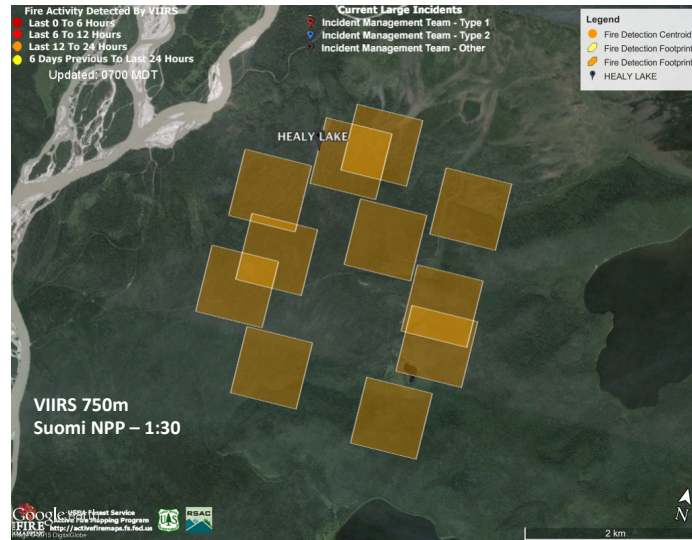 Fire Activity Detected By VIIRS
Last 0 To 6 Hours
Last 6 To 12 Hours
Last 12 To 24 Hours
6 Days Previous To Last 24 Hours
Updated: 0700 MDT
Current Large Incidents
Incident Management Team - Type 1
Incident Management Team - Type 2
Incident Management Team - Other
Legend
Fire Detection Centroid
Fire Detection Footprint
Fire Detection Footprint
HEALY LAKE
HEALY LAKE
VIIRS 750m
Suomi NPP – 1:30
Google earth
USDA Forest Service
Active Fire Mapping Program
http://activefiremaps.fs.fed.us
FIRE
2015 DigitalGlobe
UAS
RSAC
N
2 km